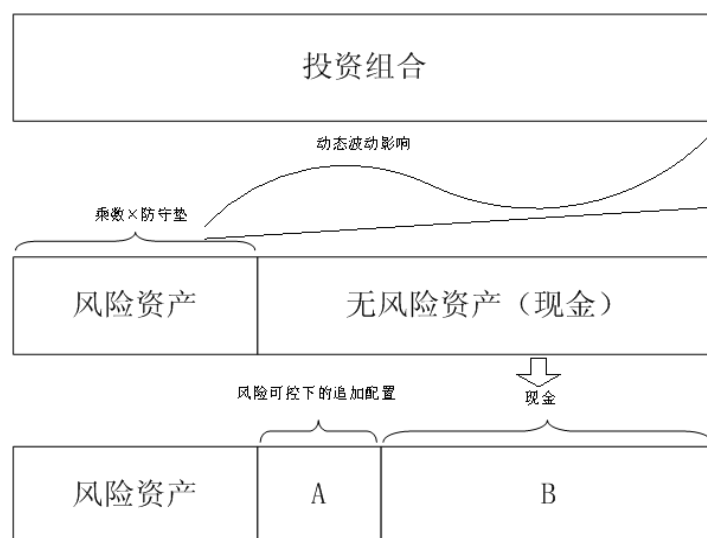 投资组合
动态波动影响
乘数×防守垫
风险资产
无风险资产（现金）
风险可控下的追加配置
现金
风险资产
A
B